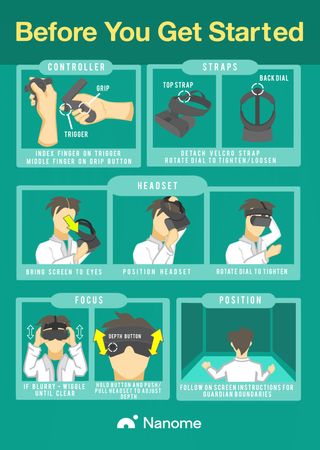 Before You Get Started
CONTROLLER
GRIP
TRIGGER
INDEX FINGER ON TRIGGER
MIDDLE FINGER ON GRIP BUTTON
STRAPS
TOP STRAP
BACK DIAL
DETACH VELCRO STRAP
ROTATE DIAL TO TIGHTEN/LOOSEN
HEADSET
BRING SCREEN TO EYES
POSITION HEADSET
ROTATE DIAL TO TIGHTEN
FOCUS
IF BLURRY - WIGGLE
UNTIL CLEAR
DEPTH BUTTON
HOLD BUTTON AND PUSH/
PULL HEADSET TO ADJUST
DEPTH
POSITION
FOLLOW ON SCREEN INSTRUCTIONS FOR
GUARDIAN BOUNDARIES
Nanome